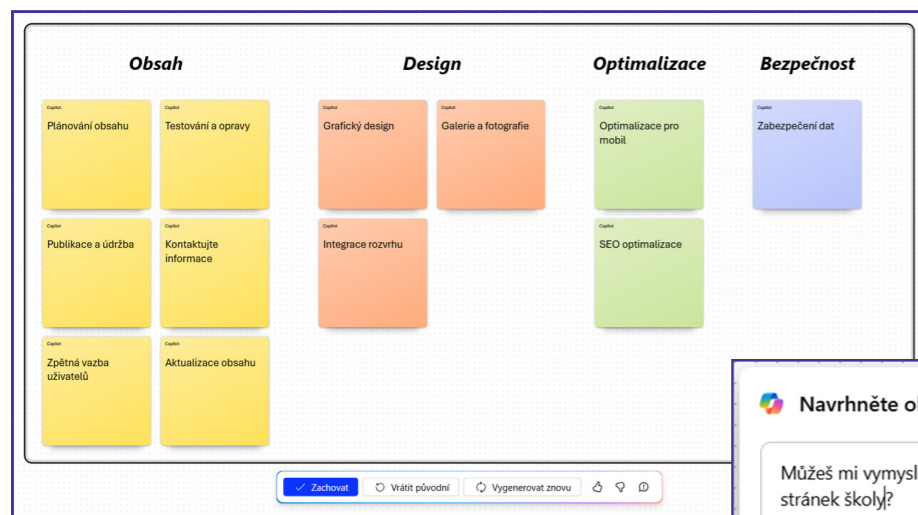 Obsah
Copilot
Plánování obsahu
Copilot
Testování a opravy
Copilot
Publikace a údržba
Copilot
Kontaktujte
informace
Copilot
Zpětná vazba
uživatelů
Copilot
Aktualizace obsahu
Design
Copilot
Grafický design
Copilot
Galerie a fotografie
Copilot
Integrace rozvrhu
Optimalizace
Copilot
Optimalizace pro
mobil
Copilot
SEO optimalizace
Bezpečnost
Copilot
Zabezpečení dat
Zachovat
Vrátit původní
Vygenerovat znovu
Navrhněte
Můžeš mi vymysl
stránek školy?